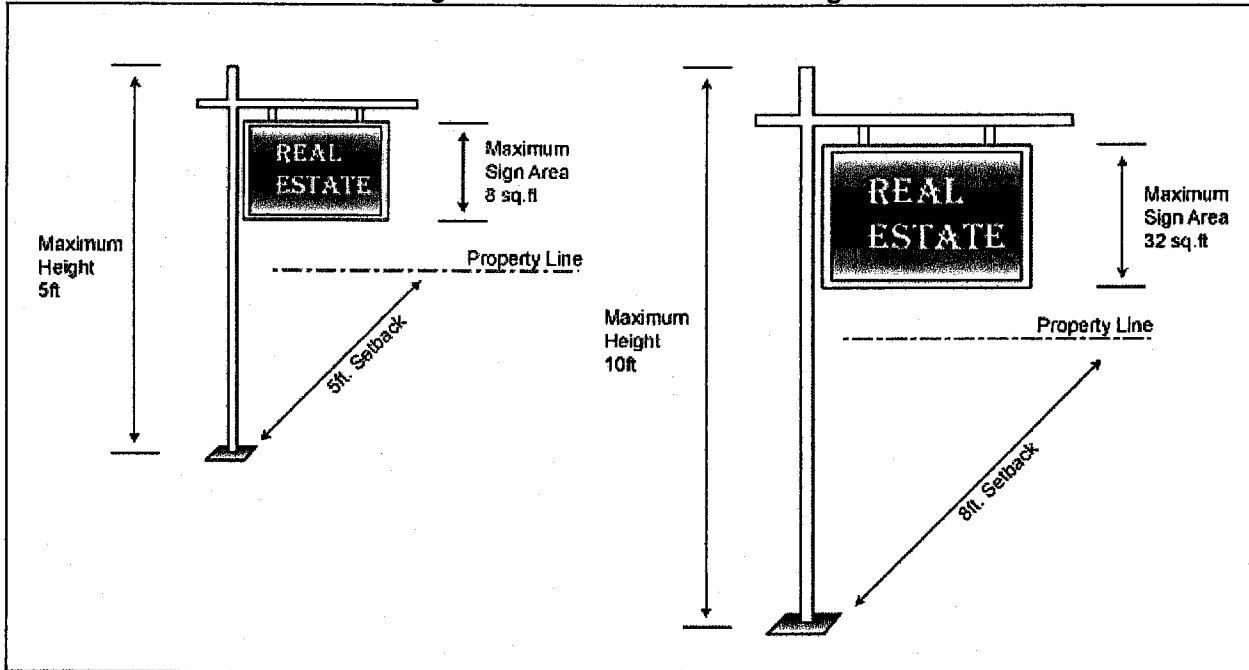 REAL
ESTATE
Maximum
Sign Area
8 sq.ft
Maximum
Height
5ft
Property Line
5ft. Setback
REAL
ESTATE
Maximum
Sign Area
32 sq.ft
Maximum
Height
10ft
Property Line
8ft. Setback